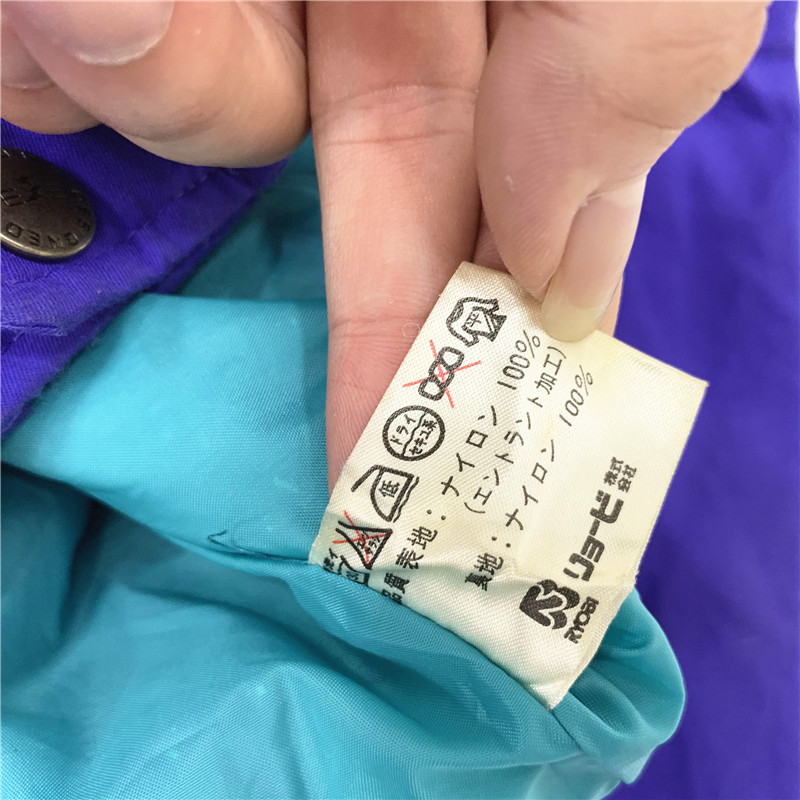 平
ドライ
セキユ系
低
表地：ナイロン 100%
(エントラント加工)
裏地：ナイロン 100%
リョービ 株式会社
RYOBI